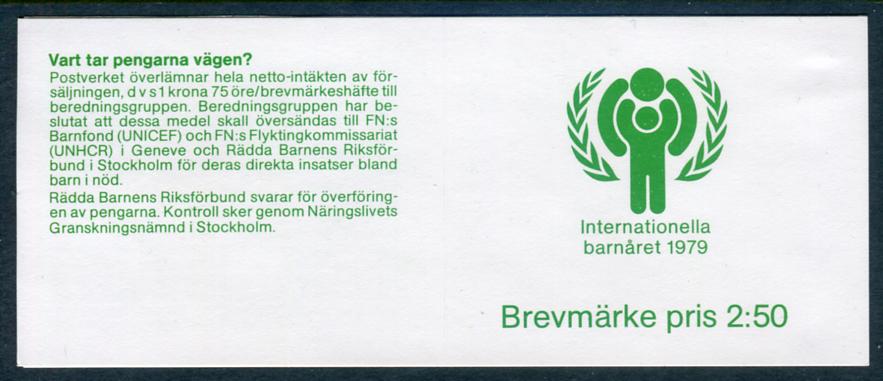 Vart tar pengarna vägen?
Postverket överlämnar hela netto-intäkten av för-
säljningen, d v s 1 krona 75 öre/brevmärkeshäfte till
beredningsgruppen. Beredningsgruppen har be-
slutat att dessa medel skall översändas till FN:s
Barnfond (UNICEF) och FN:s Flyktingkommissariat
(UNHCR) i Geneve och Rädda Barnens Riksför-
bund i Stockholm för deras direkta insatser bland
barn i nöd.
Rädda Barnens Riksförbund svarar för överföring-
en av pengarna. Kontroll sker genom Näringslivets
Granskningsnämnd i Stockholm.
Internationella
barnåret 1979
Brevmärke pris 2:50